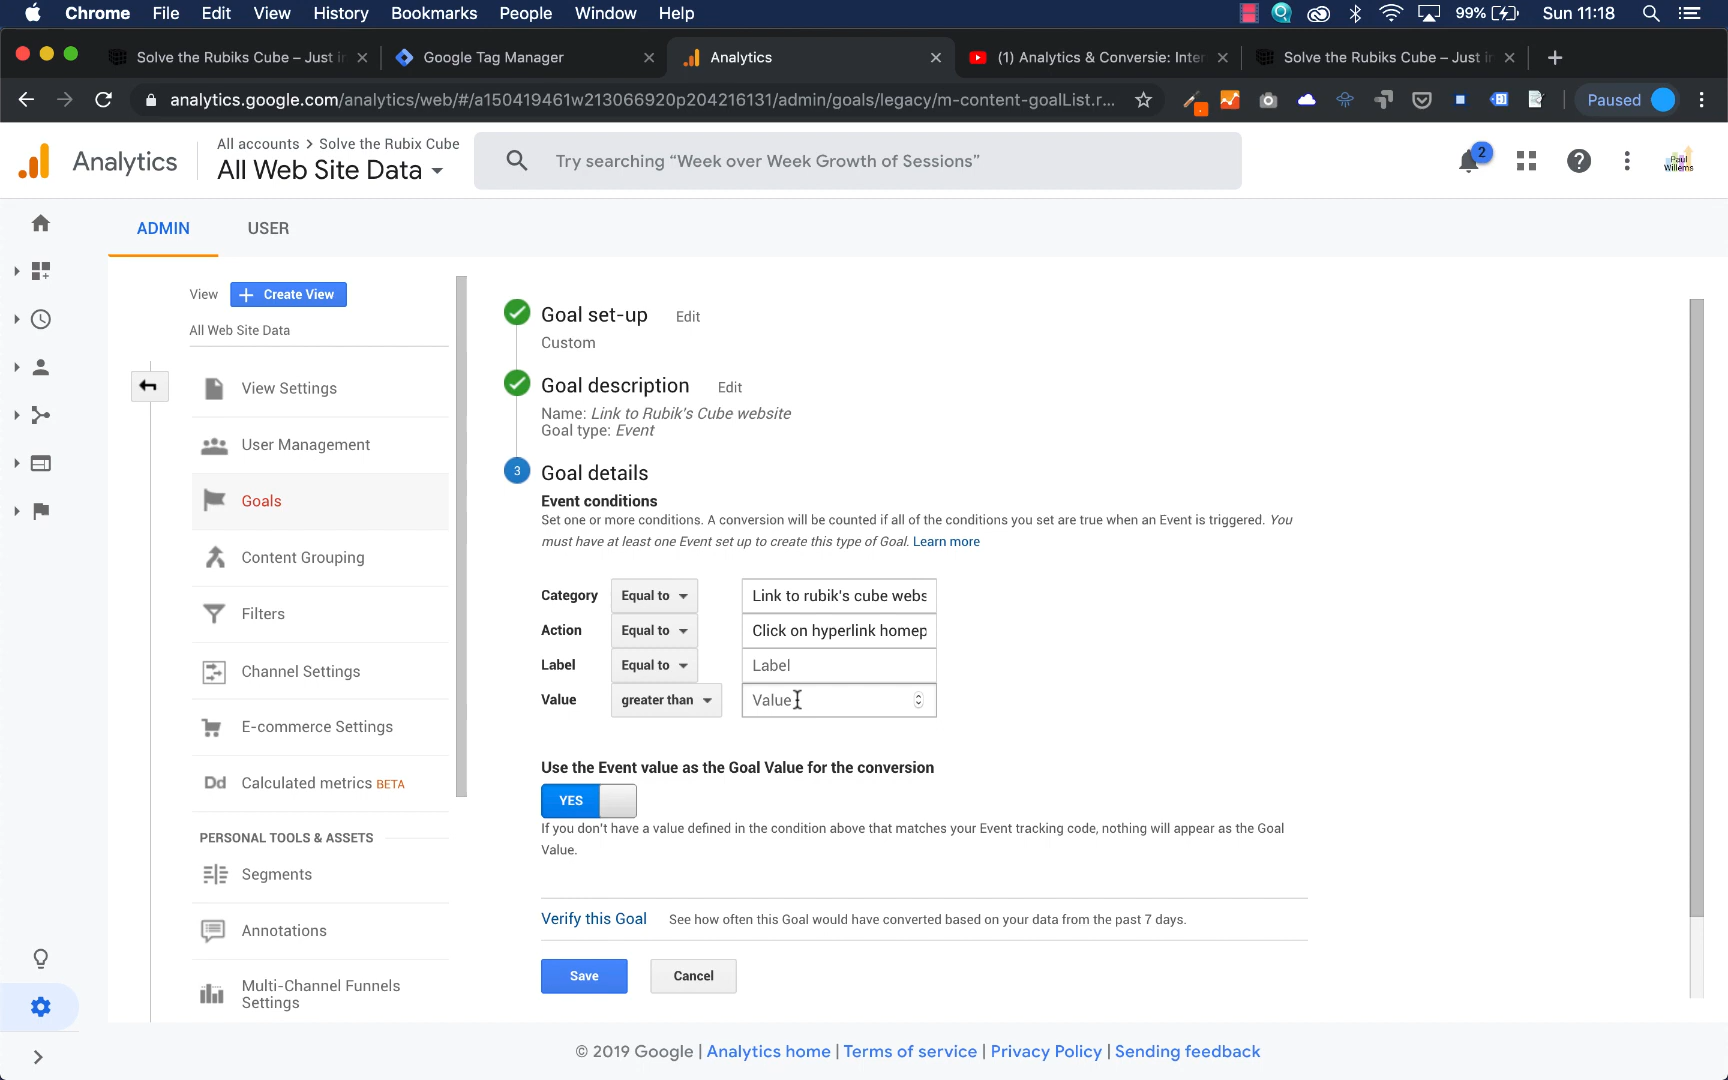 Chrome File Edit View History Bookmarks People Window Help 99% Sun 11:18
Solve the Rubiks Cube – Just in
Google Tag Manager
Analytics
(1) Analytics & Conversie: Inter
Solve the Rubiks Cube – Just in
analytics.google.com/analytics/web/#/a150419461w213066920p204216131/admin/goals/legacy/m-content-goalList.r...
Paused
Analytics
All accounts > Solve the Rubix Cube
All Web Site Data
Try searching “Week over Week Growth of Sessions”
2
Paul
Willems
ADMIN USER
View
+ Create View
All Web Site Data
View Settings
User Management
Goals
Content Grouping
Filters
Channel Settings
E-commerce Settings
Dd Calculated metrics BETA
PERSONAL TOOLS & ASSETS
Segments
Annotations
Multi-Channel Funnels
Settings
Goal set-up Edit
Custom
Goal description Edit
Name: Link to Rubik's Cube website
Goal type: Event
3 Goal details
Event conditions
Set one or more conditions. A conversion will be counted if all of the conditions you set are true when an Event is triggered. You
must have at least one Event set up to create this type of Goal. Learn more
Category Equal to Link to rubik's cube webs
Action Equal to Click on hyperlink homep
Label Equal to Label
Value greater than Value
Use the Event value as the Goal Value for the conversion
YES
If you don't have a value defined in the condition above that matches your Event tracking code, nothing will appear as the Goal
Value.
Verify this Goal See how often this Goal would have converted based on your data from the past 7 days.
Save Cancel
© 2019 Google | Analytics home | Terms of service | Privacy Policy | Sending feedback